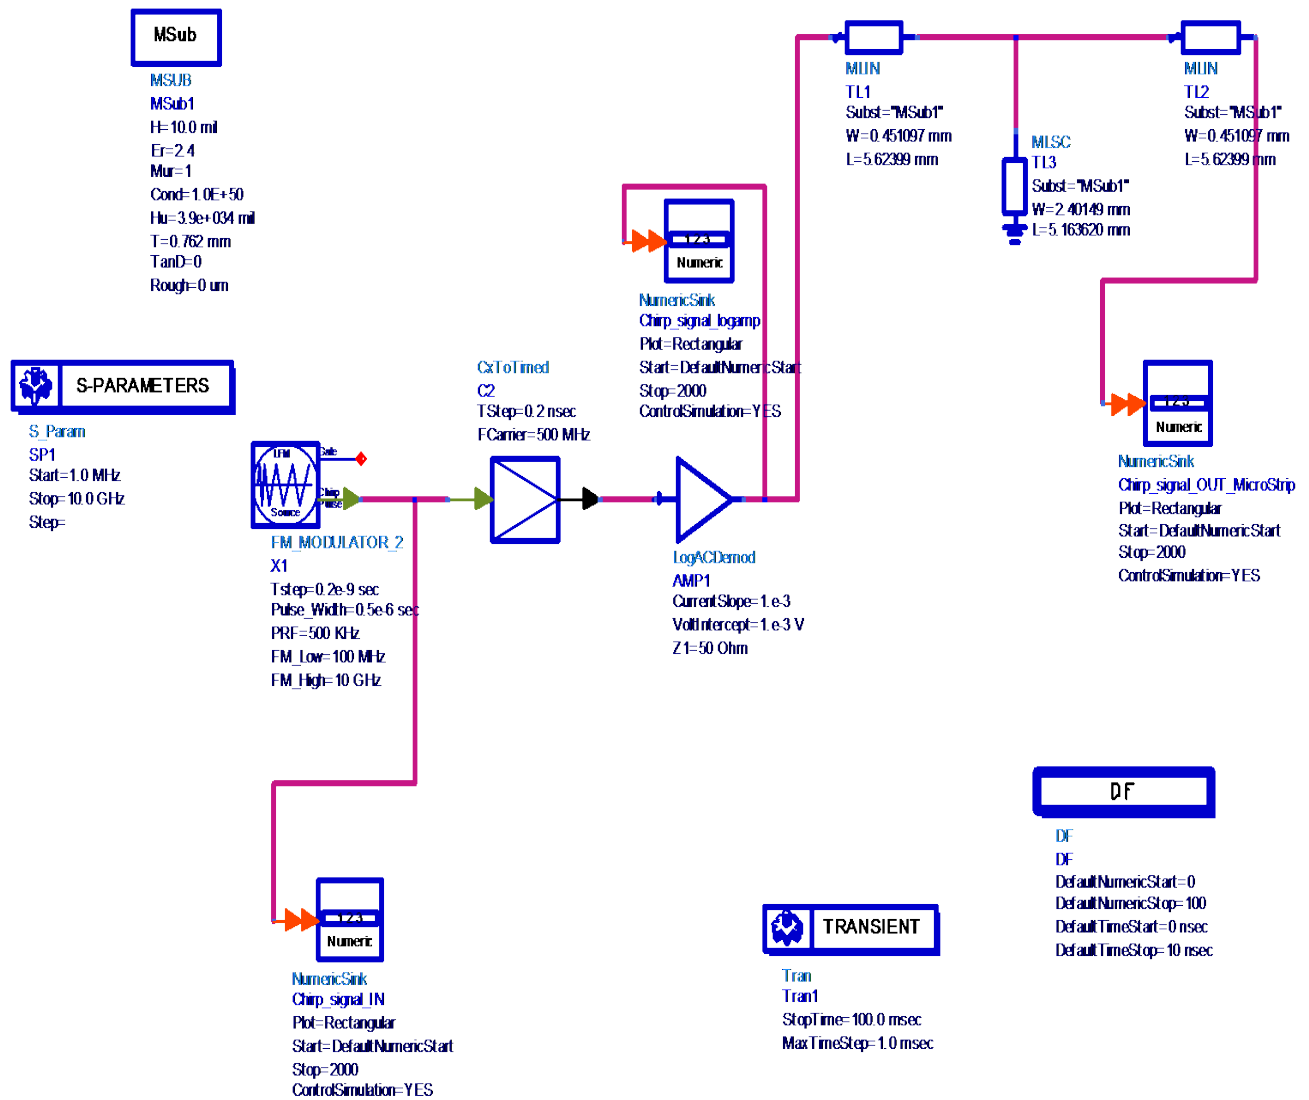 MSub
MSUB
MSub1
H=10.0 mil
Er=2.4
Mur=1
Cond=1.0E+50
Hu=3.9e+034 mil
T=0.762 mm
TanD=0
Rough=0 um
MLIN
TL1
Subst="MSub1"
W=0.451097 mm
L=5.62399 mm
MLIN
TL2
Subst="MSub1"
W=0.451097 mm
L=5.62399 mm
MLSC
TL3
Subst="MSub1"
W=2.40149 mm
L=5.163620 mm
123
Numeric
NumericSink
Chirp_signal_logamp
Plot=Rectangular
Start=DefaultNumericStart
Stop=2000
ControlSimulation=YES
S-PARAMETERS
S_Param
SP1
Start=1.0 MHz
Stop=10.0 GHz
Step=
CxToTimed
C2
TStep=0.2 nsec
FCarrier=500 MHz
123
Numeric
NumericSink
Chirp_signal_OUT_MicroStrip
Plot=Rectangular
Start=DefaultNumericStart
Stop=2000
ControlSimulation=YES
LFM
Source
Chirp
FM_MODULATOR_2
X1
Tstep=0.2e-9 sec
Pulse_Width=0.5e-6 sec
PRF=500 KHz
FM_Low=100 MHz
FM_High=10 GHz
LogACDemod
AMP1
CurrentSlope=1.e-3
VoltIntercept=1.e-3 V
Z1=50 Ohm
DF
DF
DF
DefaultNumericStart=0
DefaultNumericStop=100
DefaultTimeStart=0 nsec
DefaultTimeStop=10 nsec
123
Numeric
NumericSink
Chirp_signal_IN
Plot=Rectangular
Start=DefaultNumericStart
Stop=2000
ControlSimulation=YES
TRANSIENT
Tran
Tran1
StopTime=100.0 msec
MaxTimeStep=1.0 msec